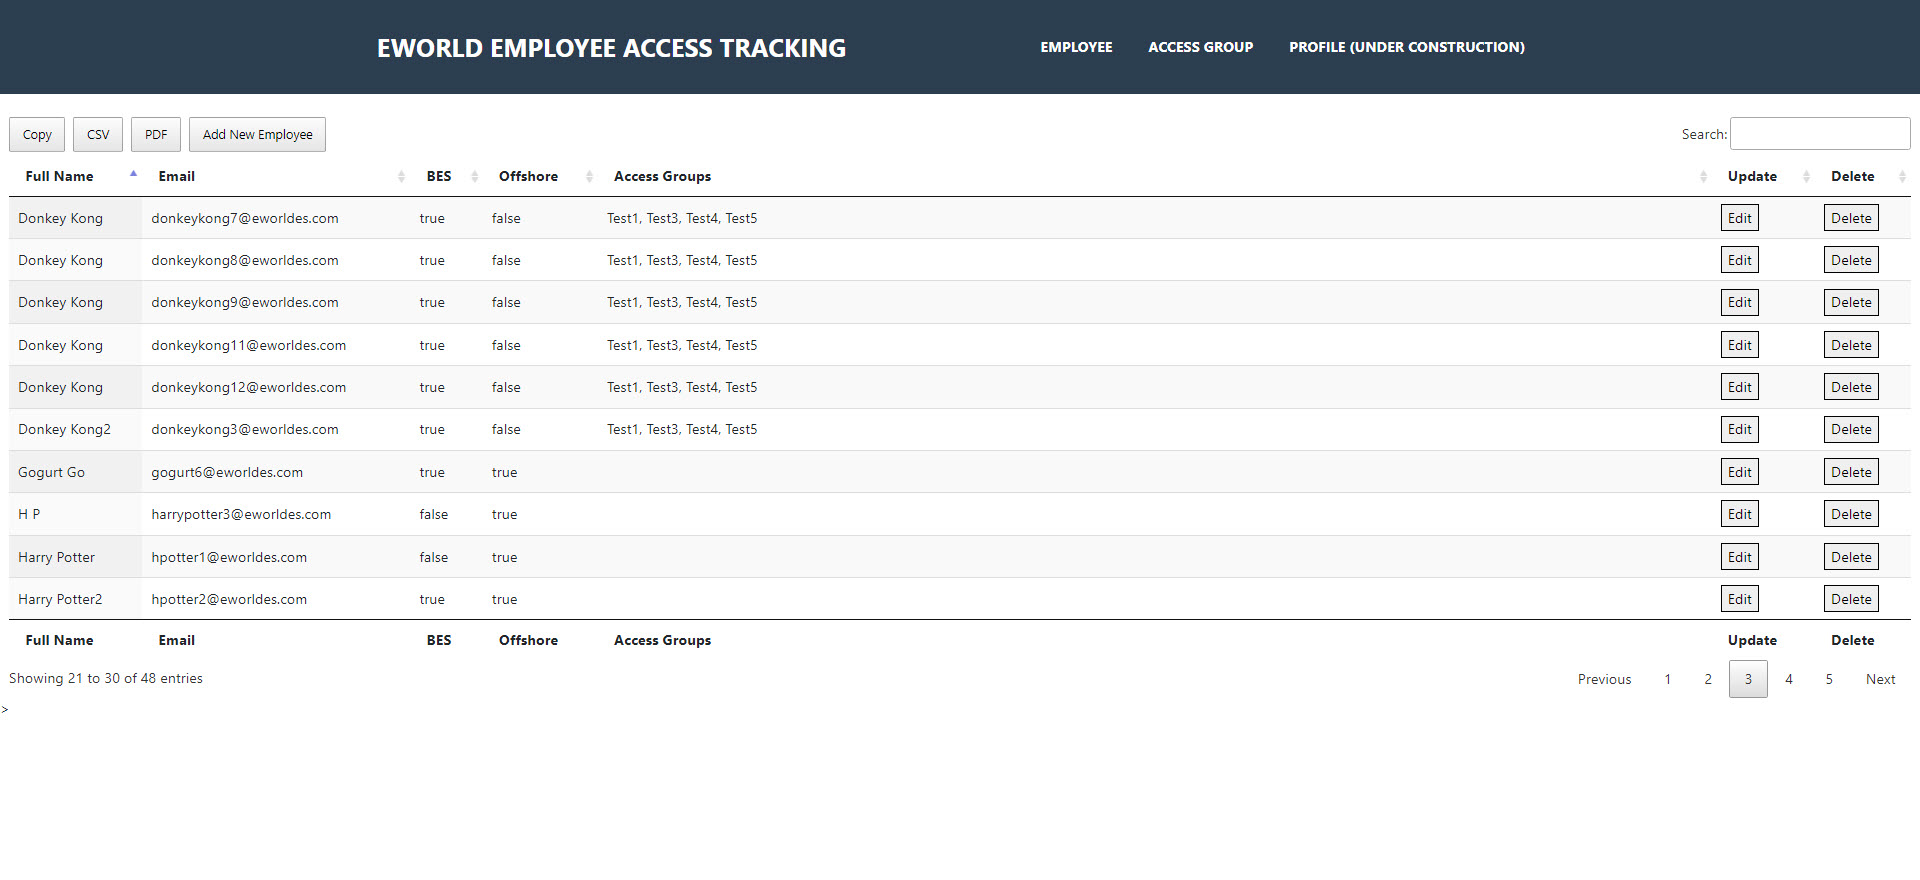 EWORLD EMPLOYEE ACCESS TRACKING EMPLOYEE ACCESS GROUP PROFILE (UNDER CONSTRUCTION)
Copy CSV PDF Add New Employee Search:
Full Name Email BES Offshore Access Groups Update Delete
Donkey Kong donkeykong7@eworldes.com true false Test1, Test3, Test4, Test5 Edit Delete
Donkey Kong donkeykong8@eworldes.com true false Test1, Test3, Test4, Test5 Edit Delete
Donkey Kong donkeykong9@eworldes.com true false Test1, Test3, Test4, Test5 Edit Delete
Donkey Kong donkeykong11@eworldes.com true false Test1, Test3, Test4, Test5 Edit Delete
Donkey Kong donkeykong12@eworldes.com true false Test1, Test3, Test4, Test5 Edit Delete
Donkey Kong2 donkeykong3@eworldes.com true false Test1, Test3, Test4, Test5 Edit Delete
Gogurt Go gogurt6@eworldes.com true true Edit Delete
H P harrypotter3@eworldes.com false true Edit Delete
Harry Potter hpotter1@eworldes.com false true Edit Delete
Harry Potter2 hpotter2@eworldes.com true true Edit Delete
Full Name Email BES Offshore Access Groups Update Delete
Showing 21 to 30 of 48 entries Previous 1 2 3 4 5 Next
>